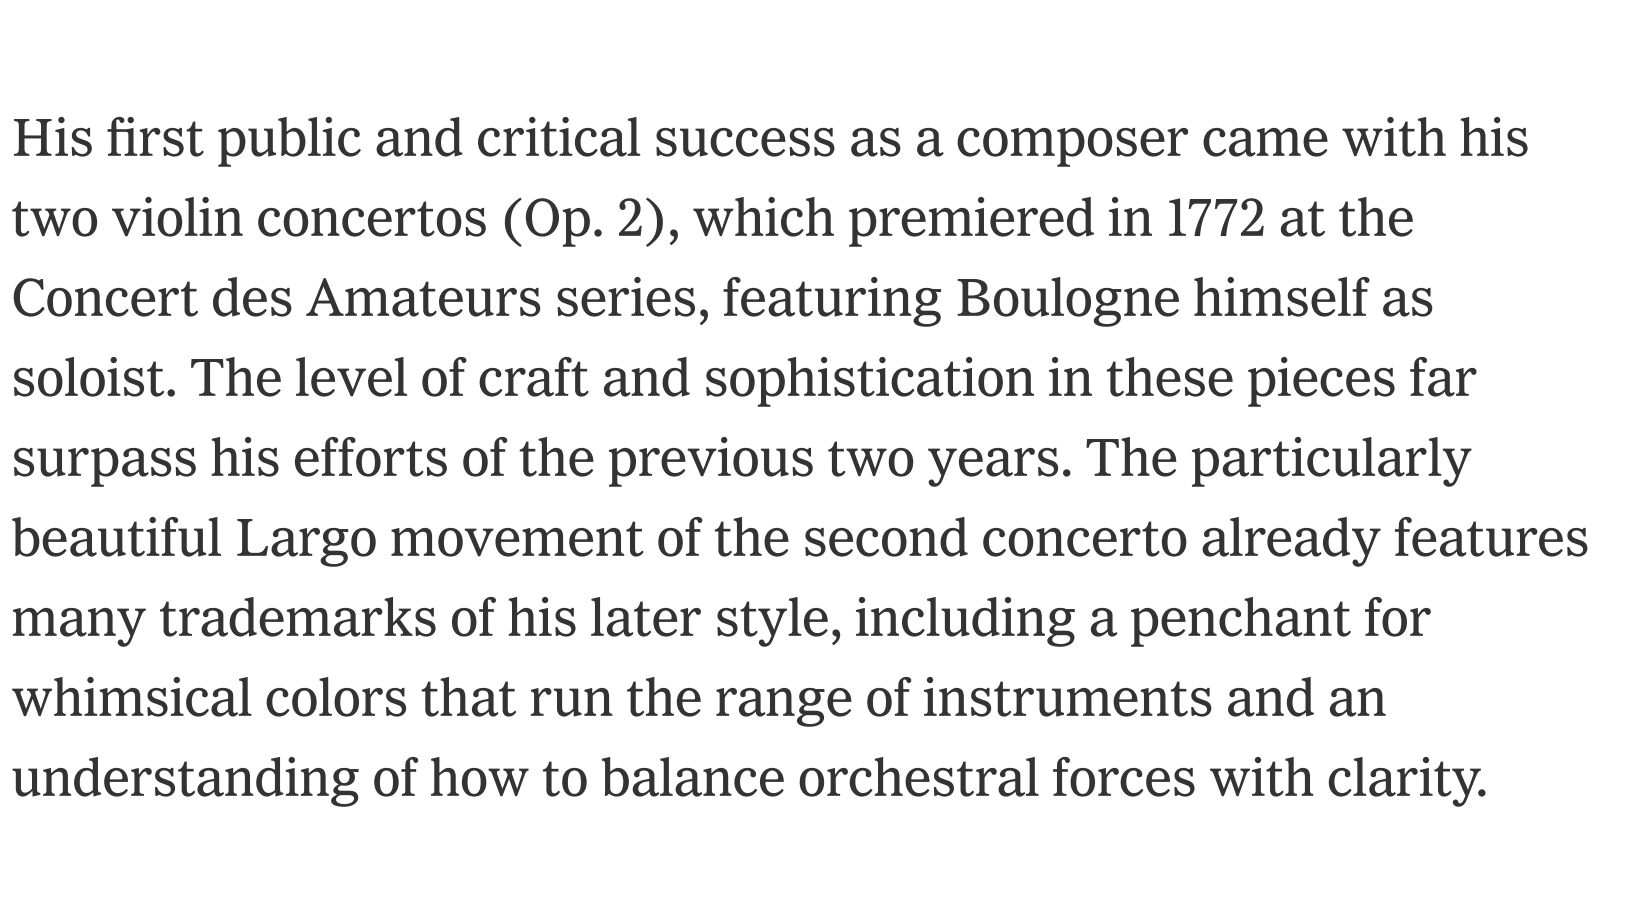 His first public and critical success as a composer came with his
two violin concertos (Op. 2), which premiered in 1772 at the
Concert des Amateurs series, featuring Boulogne himself as
soloist. The level of craft and sophistication in these pieces far
surpass his efforts of the previous two years. The particularly
beautiful Largo movement of the second concerto already features
many trademarks of his later style, including a penchant for
whimsical colors that run the range of instruments and an
understanding of how to balance orchestral forces with clarity.